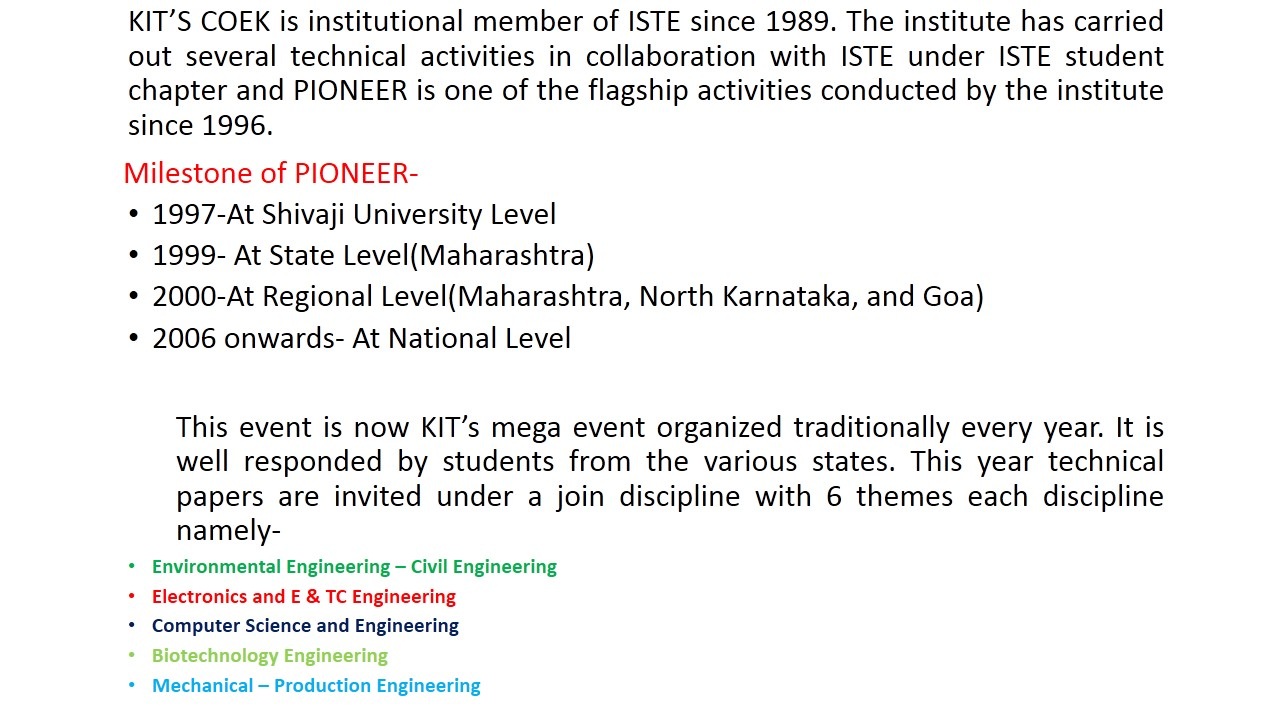 KIT’S COEK is institutional member of ISTE since 1989. The institute has carried
out several technical activities in collaboration with ISTE under ISTE student
chapter and PIONEER is one of the flagship activities conducted by the institute
since 1996.
Milestone of PIONEER-
• 1997-At Shivaji University Level
• 1999- At State Level(Maharashtra)
• 2000-At Regional Level(Maharashtra, North Karnataka, and Goa)
• 2006 onwards- At National Level
This event is now KIT’s mega event organized traditionally every year. It is
well responded by students from the various states. This year technical
papers are invited under a join discipline with 6 themes each discipline
namely-
• Environmental Engineering – Civil Engineering
• Electronics and E & TC Engineering
• Computer Science and Engineering
• Biotechnology Engineering
• Mechanical – Production Engineering